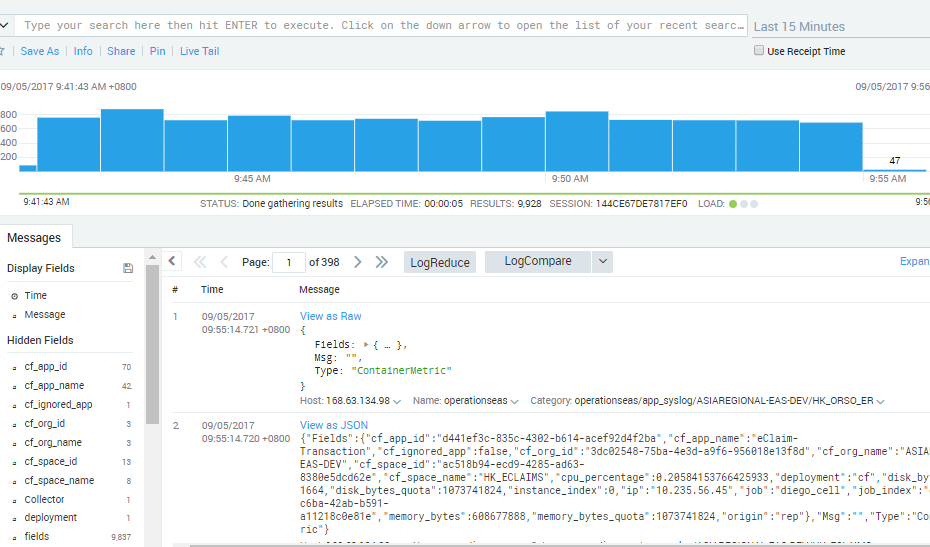 Type your search here then hit ENTER to execute. Click on the down arrow to open the list of your recent searc…
Last 15 Minutes
Save As Info Share Pin Live Tail
Use Receipt Time
09/05/2017 9:41:43 AM +0800
09/05/2017 9:56
800
600
400
200
47
9:45 AM
9:50 AM
9:55 AM
9:41:43 AM
STATUS: Done gathering results ELAPSED TIME: 00:00:05 RESULTS: 9,928 SESSION: 144CE67DE7817EF0 LOAD:
9:56
Messages
Display Fields
Time
Message
Hidden Fields
cf_app_id 70
cf_app_name 42
cf_ignored_app 1
cf_org_id 3
cf_org_name 3
cf_space_id 13
cf_space_name 8
Collector 1
deployment 1
fields 9,837
Page: 1 of 398
LogReduce
LogCompare
Expan
# Time Message
1 09/05/2017
09:55:14.721 +0800
View as Raw
{
Fields: { … },
Msg: "",
Type: "ContainerMetric"
}
Host: 168.63.134.98 Name: operationseas Category: operationseas/app_syslog/ASIAREGIONAL-EAS-DEV/HK_ORSO_ER
2 09/05/2017
09:55:14.720 +0800
View as JSON
{"Fields":{"cf_app_id":"d441ef3c-835c-4302-b614-acef92d4f2ba","cf_app_name":"eClaim-
Transaction","cf_ignored_app":false,"cf_org_id":"3dc02548-75ba-4e3d-a9f6-956018e13f8d","cf_org_name":"ASIA
EAS-DEV","cf_space_id":"ac518b94-ecd9-4285-ad63-
8380e5dcd62e","cf_space_name":"HK_ECLAIMS","cpu_percentage":0.20584153766425933,"deployment":"cf","disk_by
1664,"disk_bytes_quota":1073741824,"instance_index":0,"ip":"10.235.56.45","job":"diego_cell","job_index":"
c6ba-42ab-b591-
a11218c0e81e","memory_bytes":608677888,"memory_bytes_quota":1073741824,"origin":"rep"},"Msg":"","Type":"Co
ric"}